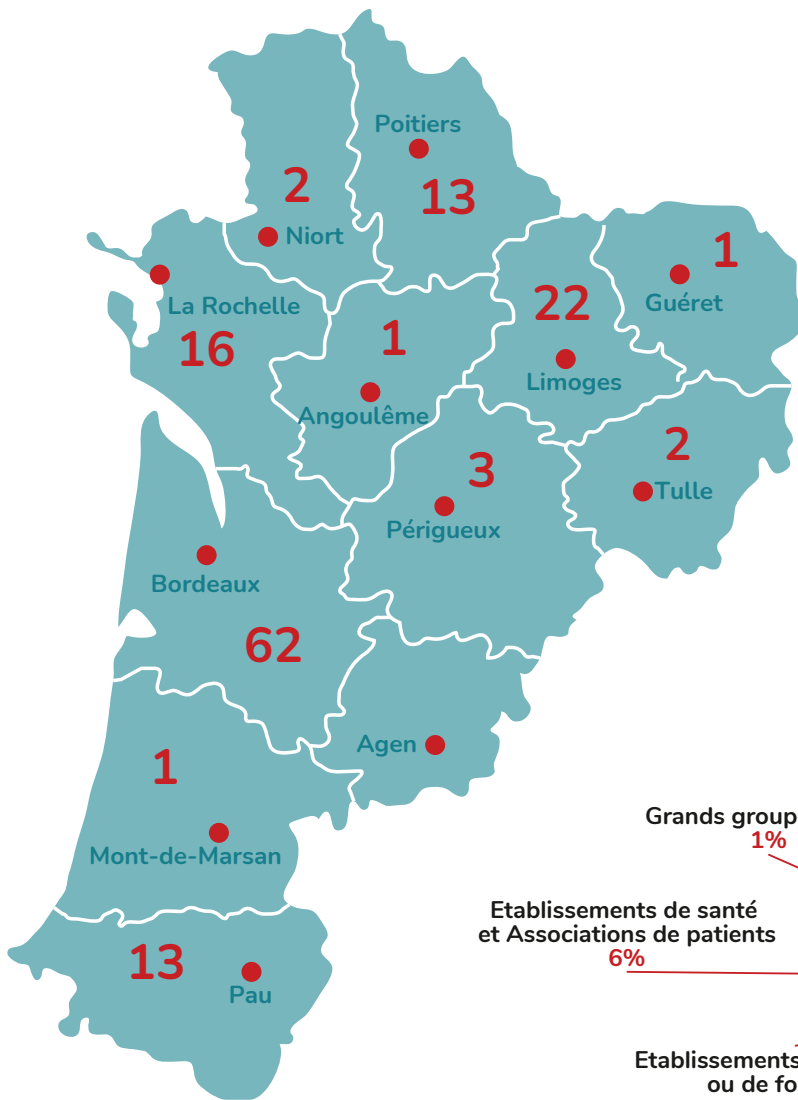 Poitiers
13
2
Niort
1
Guéret
La Rochelle
16
22
Limoges
1
Angoulême
2
Tulle
3
Périgueux
Bordeaux
62
Agen
1
Mont-de-Marsan
13
Pau
Grands group
1%
Etablissements de santé
et Associations de patients
6%
Etablissements
ou de fo